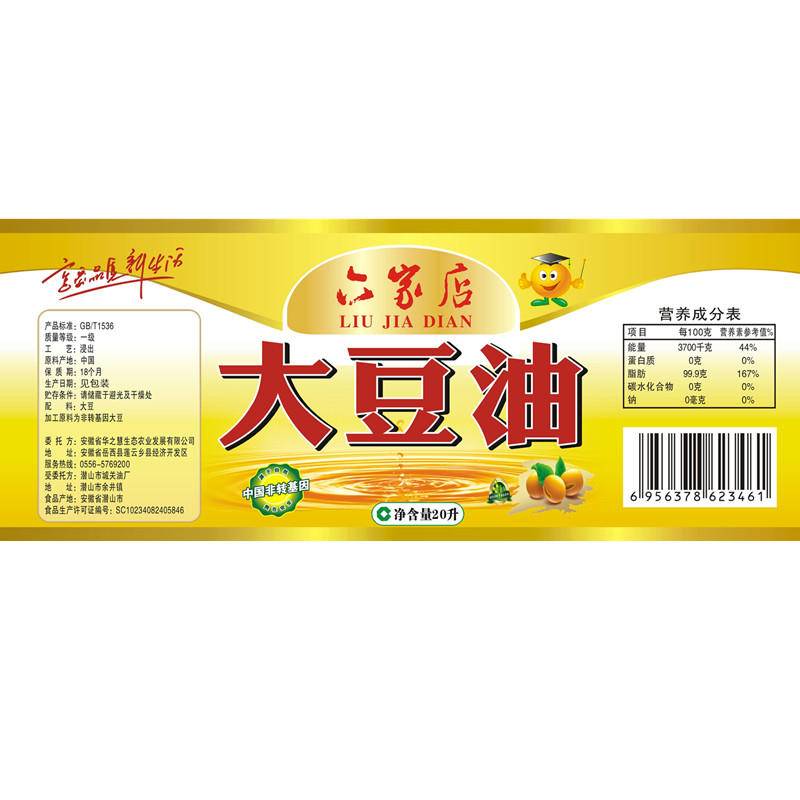 新生活
六家店
LIU JIA DIAN
大豆油
中国非转基因
净含量20升
产品标准：GB/T1536
质量等级：一级
工 艺：浸出
原料产地：中国
保 质 期：18个月
生产日期：见包装
贮存条件：请储藏于避光及干燥处
配 料：大豆
加工原料为非转基因大豆
委 托 方：安徽省华之慧生态农业发展有限公司
地 址：安徽省岳西县莲云乡县经济开发区
服务热线：0556-5769200
受委托方：潜山市城关油厂
地 址：潜山市余井镇
食品产地：安徽省潜山市
食品生产许可证编号：SC10234082405846
营养成分表
项目 每100克 营养素参考值%
能量 3700千克 44%
蛋白质 0克 0%
脂肪 99.9克 167%
碳水化合物 0克 0%
钠 0毫克 0%
6 956378 623461